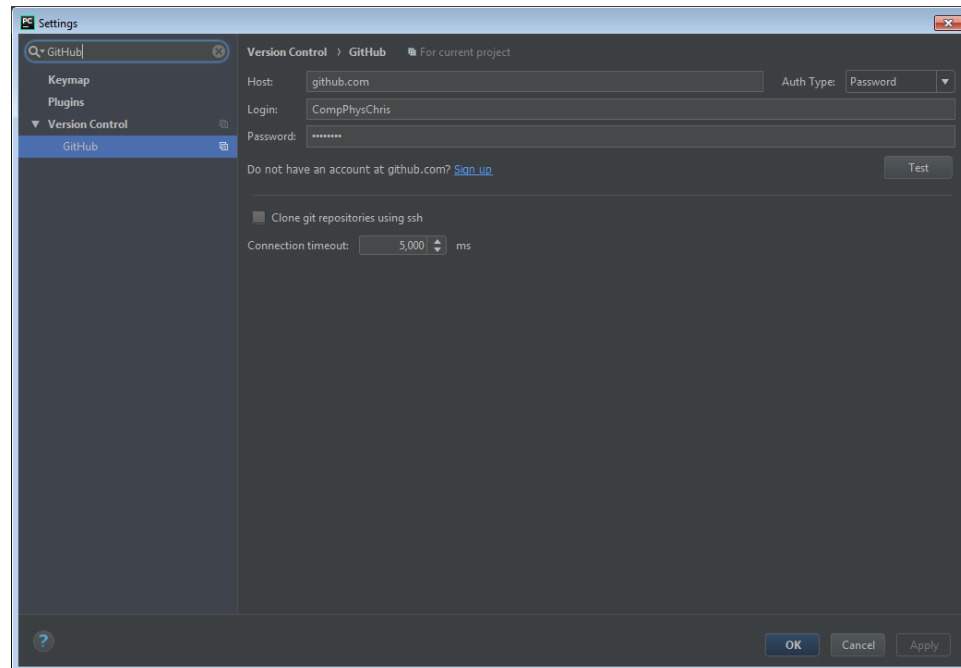 PC Settings
GitHub
Keymap
Plugins
Version Control
GitHub
Version Control › GitHub For current project
Host: github.com Auth Type: Password
Login: CompPhysChris
Password: ••••••••
Do not have an account at github.com? Sign up Test
Clone git repositories using ssh
Connection timeout: 5,000 ms
? OK Cancel Apply